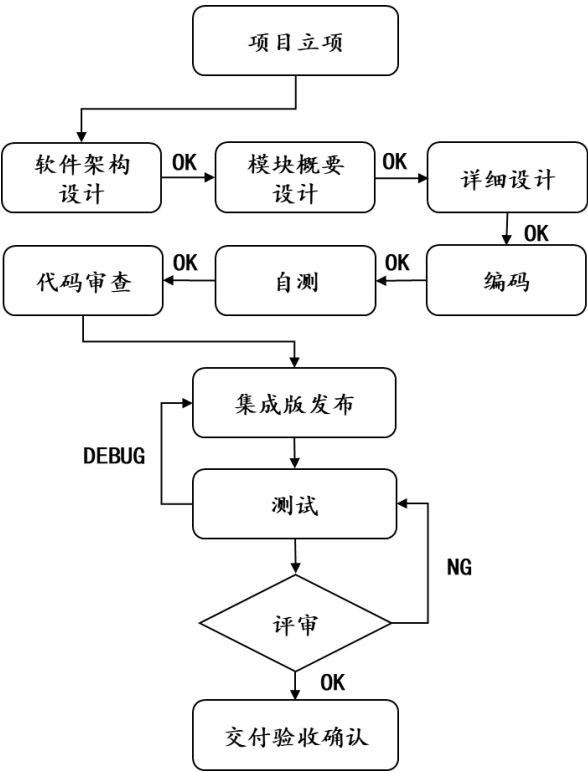 项目立项
软件架构
设计
OK
模块概要
设计
OK
详细设计
OK
代码审查
OK
自测
OK
编码
集成版发布
DEBUG
测试
NG
评审
OK
交付验收确认